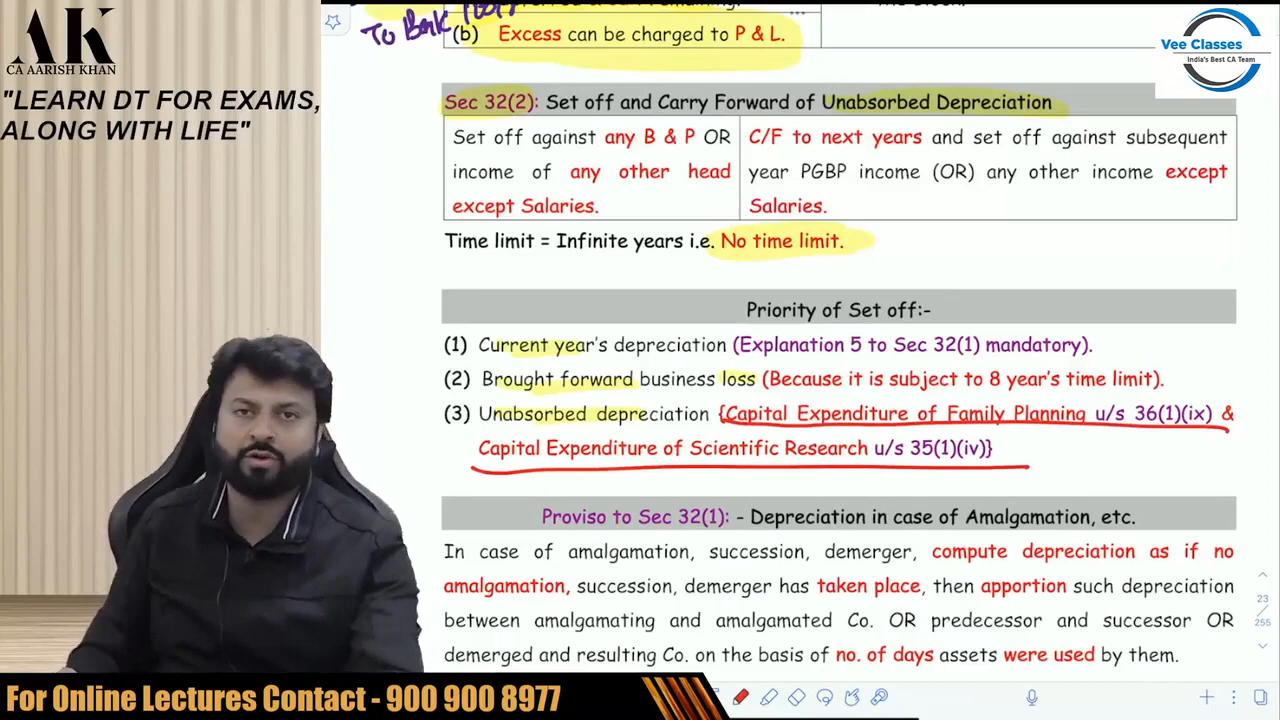 AK
CA AARISH KHAN
"LEARN DT FOR EXAMS,
ALONG WITH LIFE"
Vee Classes
India's Best CA Team
To Bank
(b) Excess can be charged to P & L.
Sec 32(2): Set off and Carry Forward of Unabsorbed Depreciation
Set off against any B & P OR
income of any other head
except Salaries.
C/F to next years and set off against subsequent
year PGBP income (OR) any other income except
Salaries.
Time limit = Infinite years i.e. No time limit.
Priority of Set off:-
(1) Current year's depreciation (Explanation 5 to Sec 32(1) mandatory).
(2) Brought forward business loss (Because it is subject to 8 year's time limit).
(3) Unabsorbed depreciation {Capital Expenditure of Family Planning u/s 36(1)(ix) &
Capital Expenditure of Scientific Research u/s 35(1)(iv)}
Proviso to Sec 32(1): - Depreciation in case of Amalgamation, etc.
In case of amalgamation, succession, demerger, compute depreciation as if no
amalgamation, succession, demerger has taken place, then apportion such depreciation
between amalgamating and amalgamated Co. OR predecessor and successor OR
demerged and resulting Co. on the basis of no. of days assets were used by them.
23
255
For Online Lectures Contact - 900 900 8977